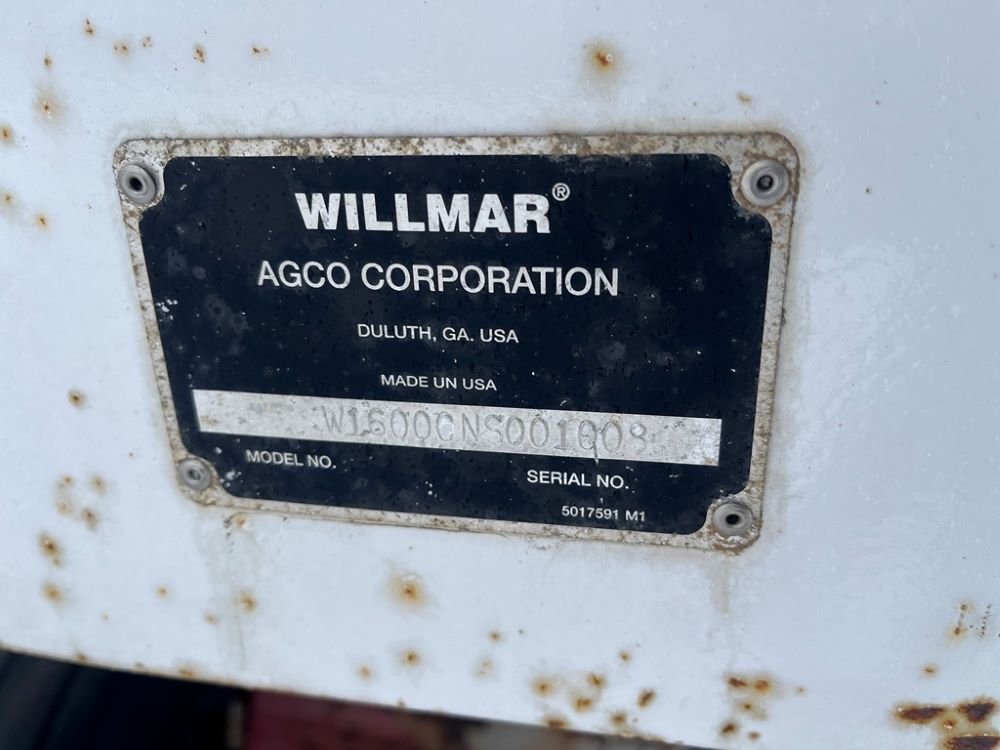 WILLMAR®
AGCO CORPORATION
DULUTH, GA. USA
MADE UN USA
W1600CNS001008
MODEL NO.
SERIAL NO.
5017591 M1